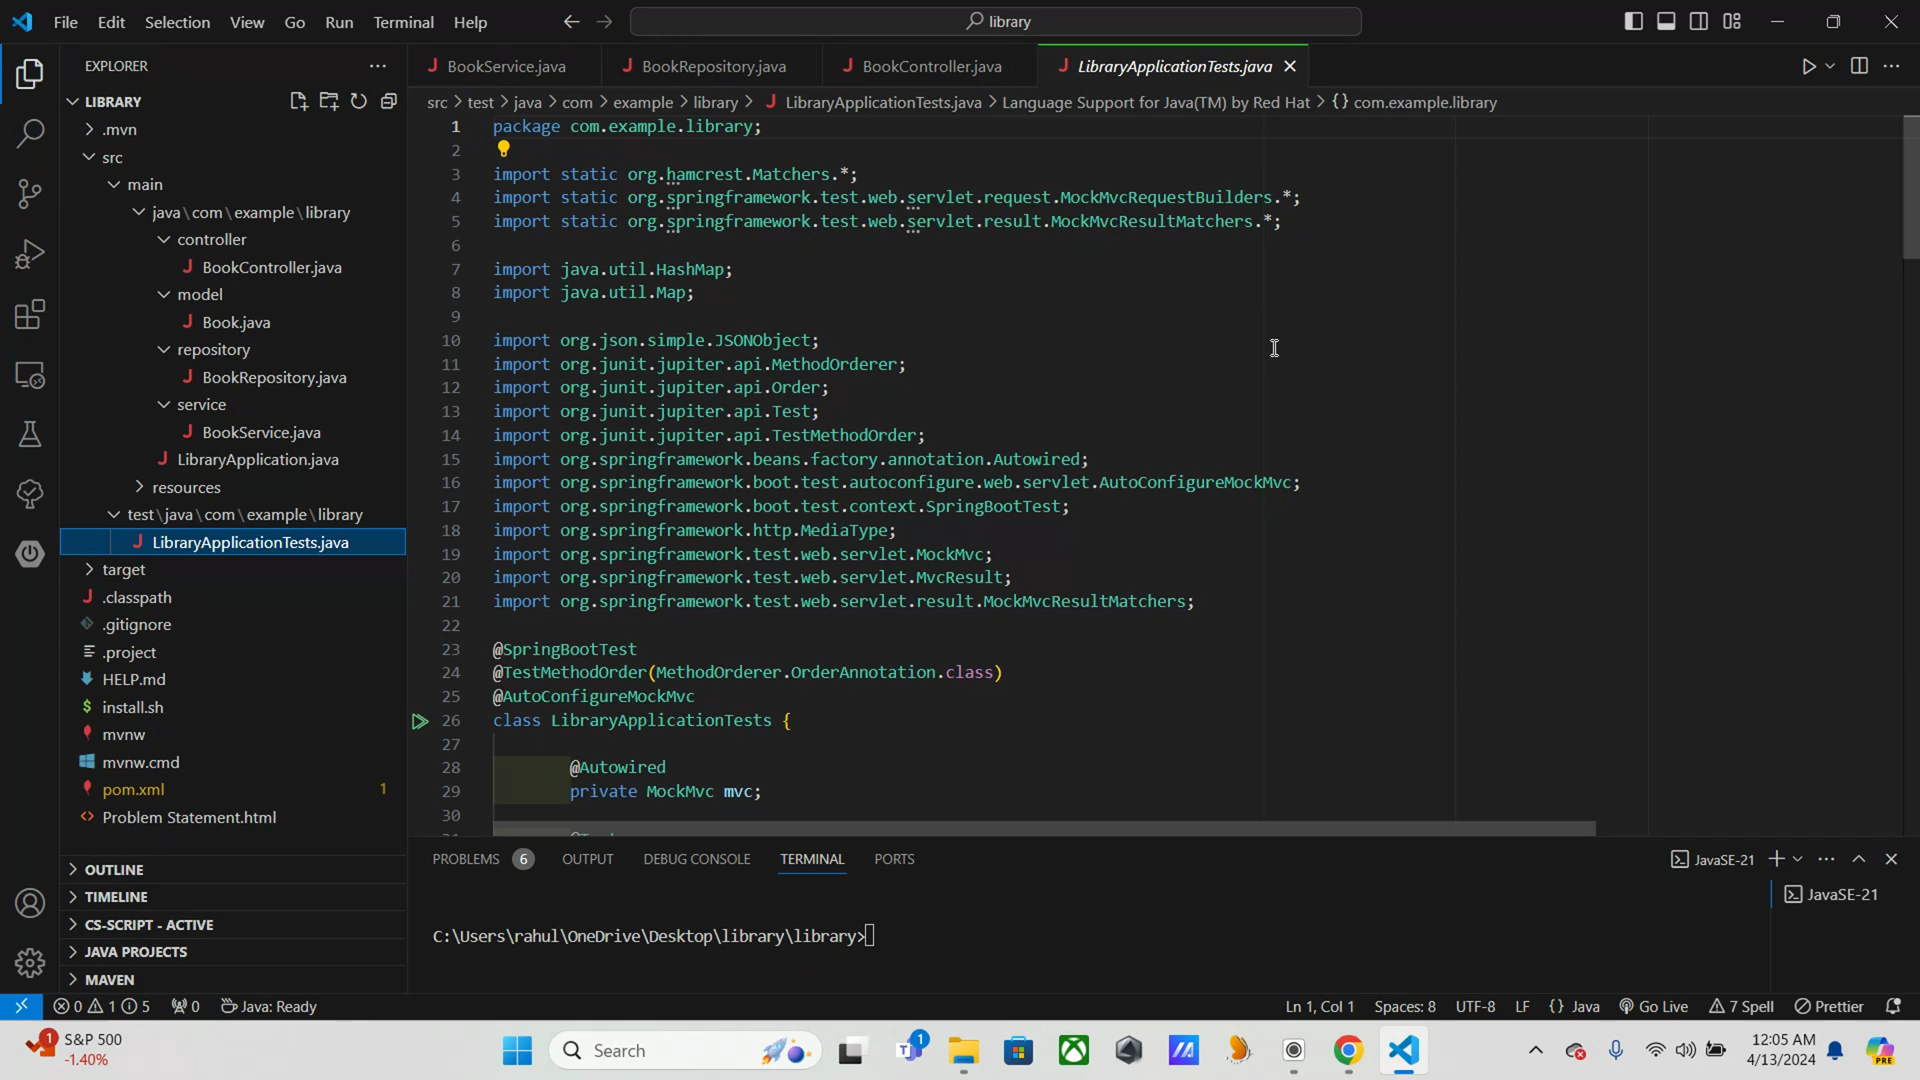 File Edit Selection View Go Run Terminal Help
library
EXPLORER
LIBRARY
.mvn
src
main
java\com\example\library
controller
BookController.java
model
Book.java
repository
BookRepository.java
service
BookService.java
LibraryApplication.java
resources
test\java\com\example\library
LibraryApplicationTests.java
target
.classpath
.gitignore
.project
HELP.md
install.sh
mvnw
mvnw.cmd
pom.xml 1
Problem Statement.html
OUTLINE
TIMELINE
CS-SCRIPT - ACTIVE
JAVA PROJECTS
MAVEN
BookService.java BookRepository.java BookController.java LibraryApplicationTests.java
src > test > java > com > example > library > LibraryApplicationTests.java > Language Support for Java(TM) by Red Hat > {} com.example.library
1 package com.example.library;
2
3 import static org.hamcrest.Matchers.*;
4 import static org.springframework.test.web.servlet.request.MockMvcRequestBuilders.*;
5 import static org.springframework.test.web.servlet.result.MockMvcResultMatchers.*;
6
7 import java.util.HashMap;
8 import java.util.Map;
9
10 import org.json.simple.JSONObject;
11 import org.junit.jupiter.api.MethodOrderer;
12 import org.junit.jupiter.api.Order;
13 import org.junit.jupiter.api.Test;
14 import org.junit.jupiter.api.TestMethodOrder;
15 import org.springframework.beans.factory.annotation.Autowired;
16 import org.springframework.boot.test.autoconfigure.web.servlet.AutoConfigureMockMvc;
17 import org.springframework.boot.test.context.SpringBootTest;
18 import org.springframework.http.MediaType;
19 import org.springframework.test.web.servlet.MockMvc;
20 import org.springframework.test.web.servlet.MvcResult;
21 import org.springframework.test.web.servlet.result.MockMvcResultMatchers;
22
23 @SpringBootTest
24 @TestMethodOrder(MethodOrderer.OrderAnnotation.class)
25 @AutoConfigureMockMvc
26 class LibraryApplicationTests {
27
28 @Autowired
29 private MockMvc mvc;
30
PROBLEMS 6 OUTPUT DEBUG CONSOLE TERMINAL PORTS
JavaSE-21
JavaSE-21
C:\Users\rahul\OneDrive\Desktop\library\library>
0 1 5 0 Java: Ready
Ln 1, Col 1 Spaces: 8 UTF-8 LF {} Java Go Live 7 Spell Prettier
1 S&P 500
-1.40%
Search
1
12:05 AM
4/13/2024
PRE